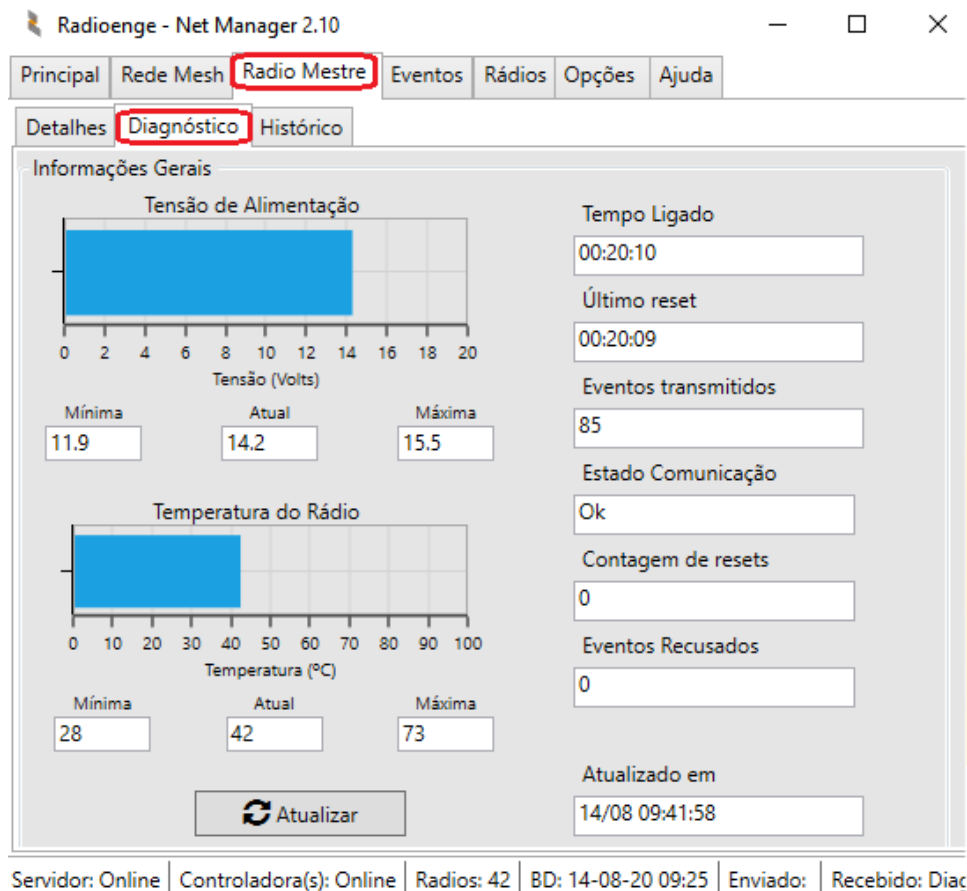 Radioenge - Net Manager 2.10
Principal Rede Mesh Radio Mestre Eventos Rádios Opções Ajuda
Detalhes Diagnóstico Histórico
Informações Gerais
Tensão de Alimentação
0 2 4 6 8 10 12 14 16 18 20
Tensão (Volts)
Mínima Atual Máxima
11.9 14.2 15.5
Temperatura do Rádio
0 10 20 30 40 50 60 70 80 90 100
Temperatura (ºC)
Mínima Atual Máxima
28 42 73
Atualizar
Tempo Ligado
00:20:10
Último reset
00:20:09
Eventos transmitidos
85
Estado Comunicação
Ok
Contagem de resets
0
Eventos Recusados
0
Atualizado em
14/08 09:41:58
Servidor: Online Controladora(s): Online Radios: 42 BD: 14-08-20 09:25 Enviado: Recebido: Diag